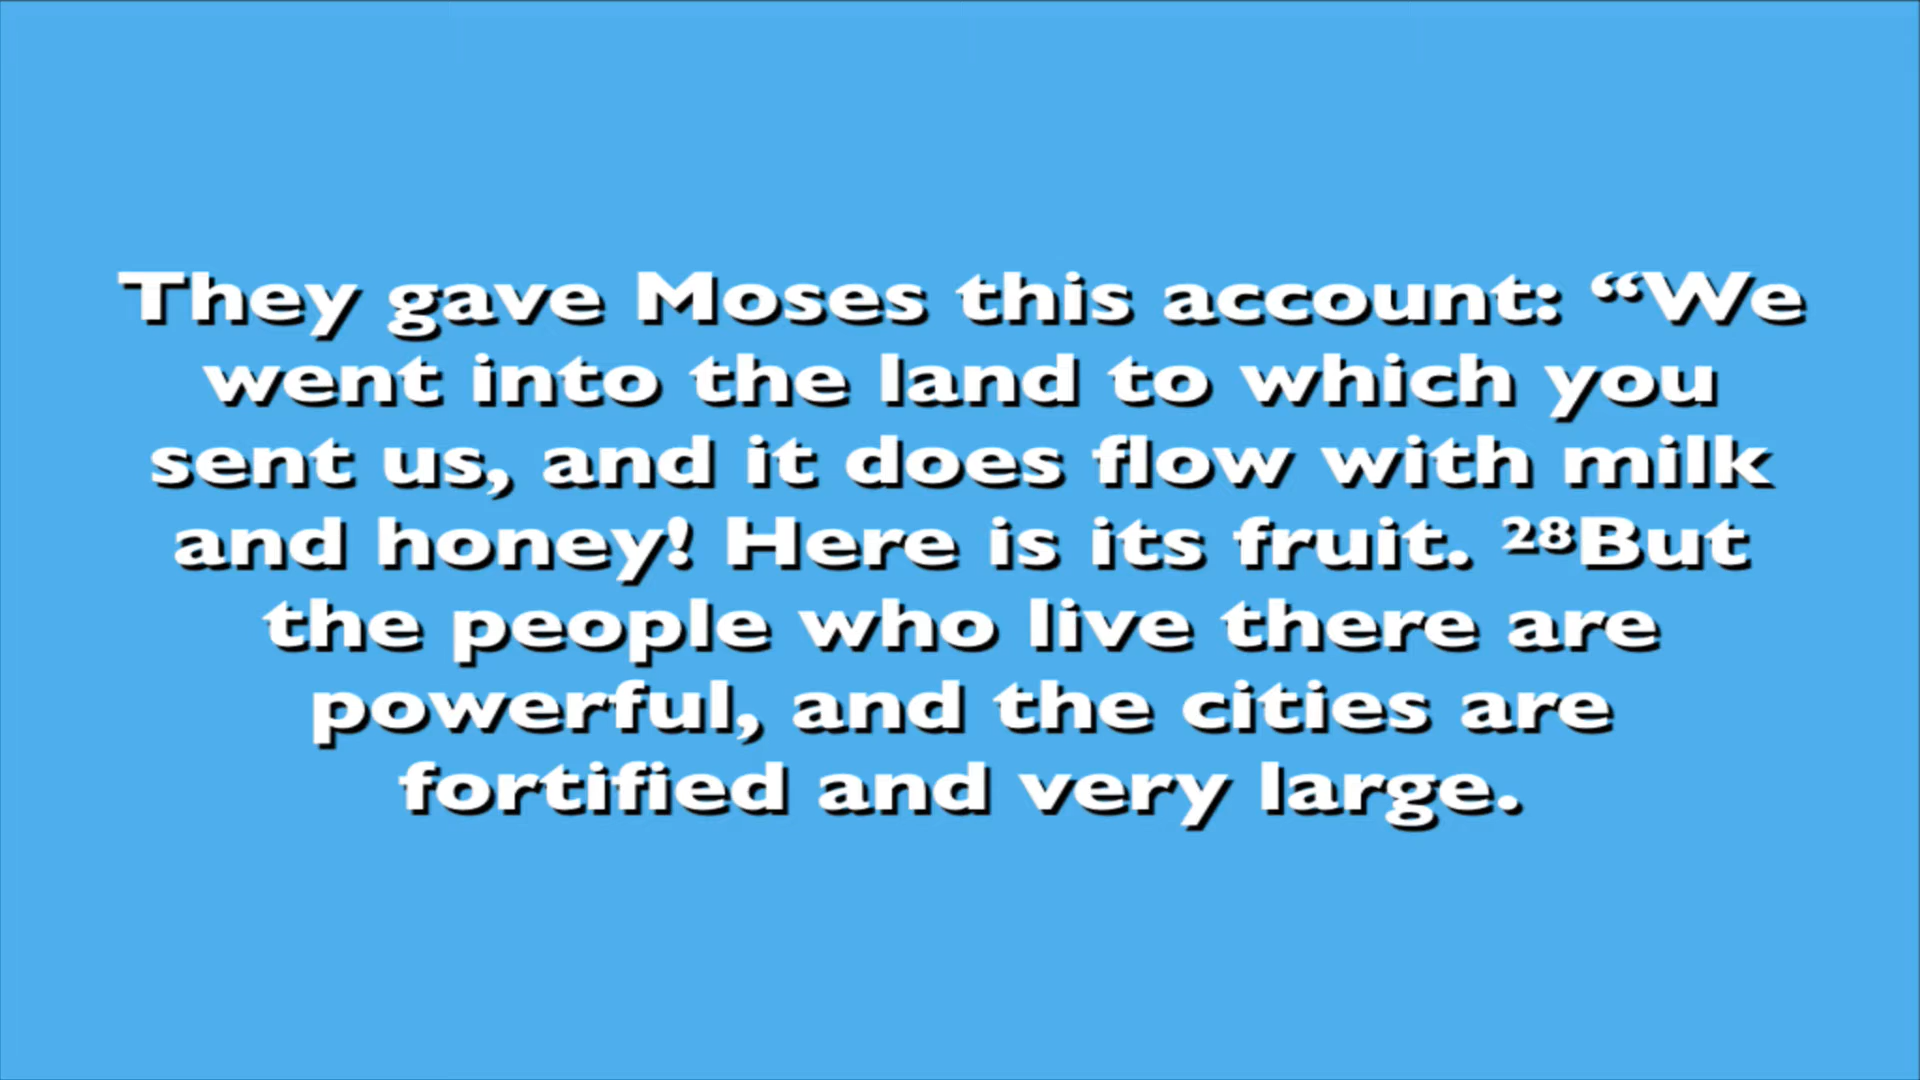 They gave Moses this account: “We
went into the land to which you
sent us, and it does flow with milk
and honey! Here is its fruit. ²⁸But
the people who live there are
powerful, and the cities are
fortified and very large.